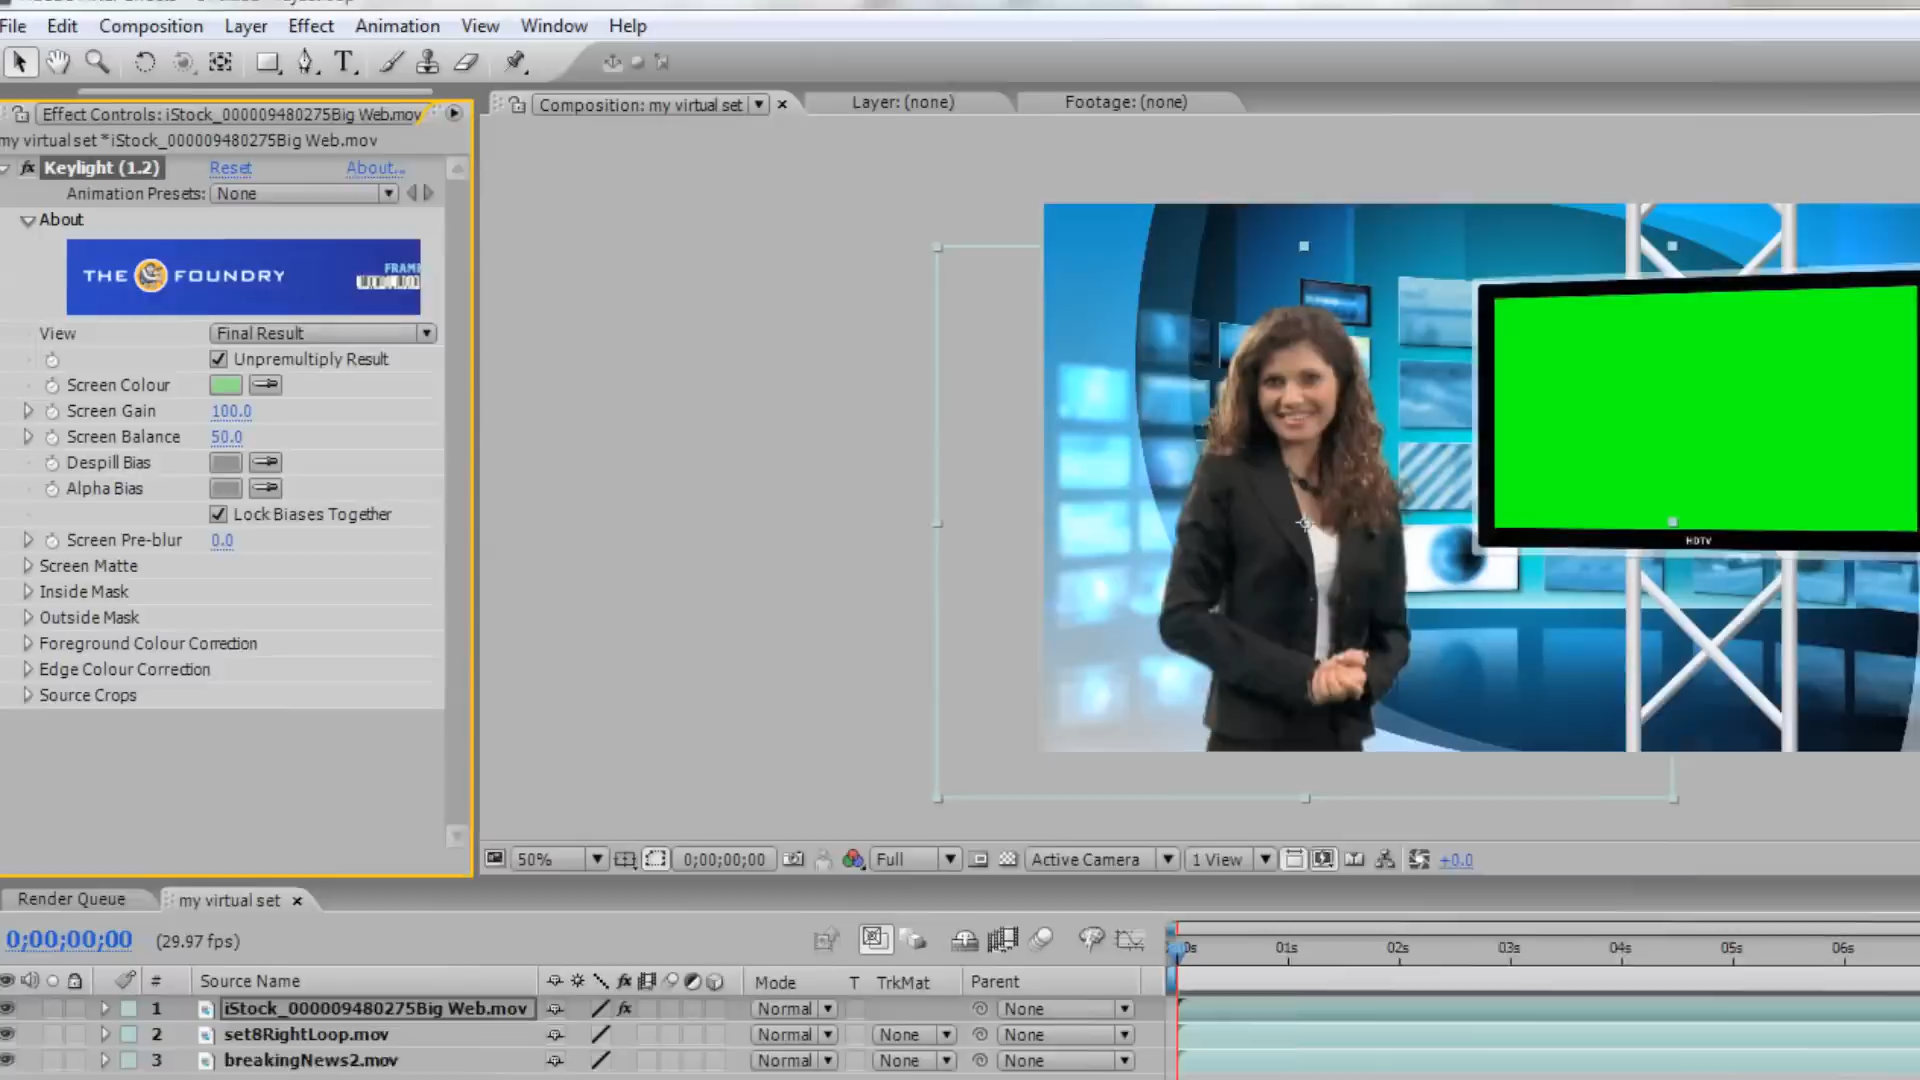 File Edit Composition Layer Effect Animation View Window Help
T
Effect Controls: iStock_000009480275Big Web.mov
Composition: my virtual set
Layer: (none)
Footage: (none)
my virtual set *iStock_000009480275Big Web.mov
fx Keylight (1.2) Reset About...
Animation Presets: None
About
THE FOUNDRY
View Final Result
Unpremultiply Result
Screen Colour
Screen Gain 100.0
Screen Balance 50.0
Despill Bias
Alpha Bias
Lock Biases Together
Screen Pre-blur 0.0
Screen Matte
Inside Mask
Outside Mask
Foreground Colour Correction
Edge Colour Correction
Source Crops
HDTV
50% 0;00;00;00 Full Active Camera 1 View +0.0
Render Queue my virtual set
0;00;00;00 (29.97 fps)
01s 02s 03s 04s 05s 06s
# Source Name fx Mode T TrkMat Parent
1 iStock_000009480275Big Web.mov fx Normal None
2 set8RightLoop.mov Normal None None
3 breakingNews2.mov Normal None None